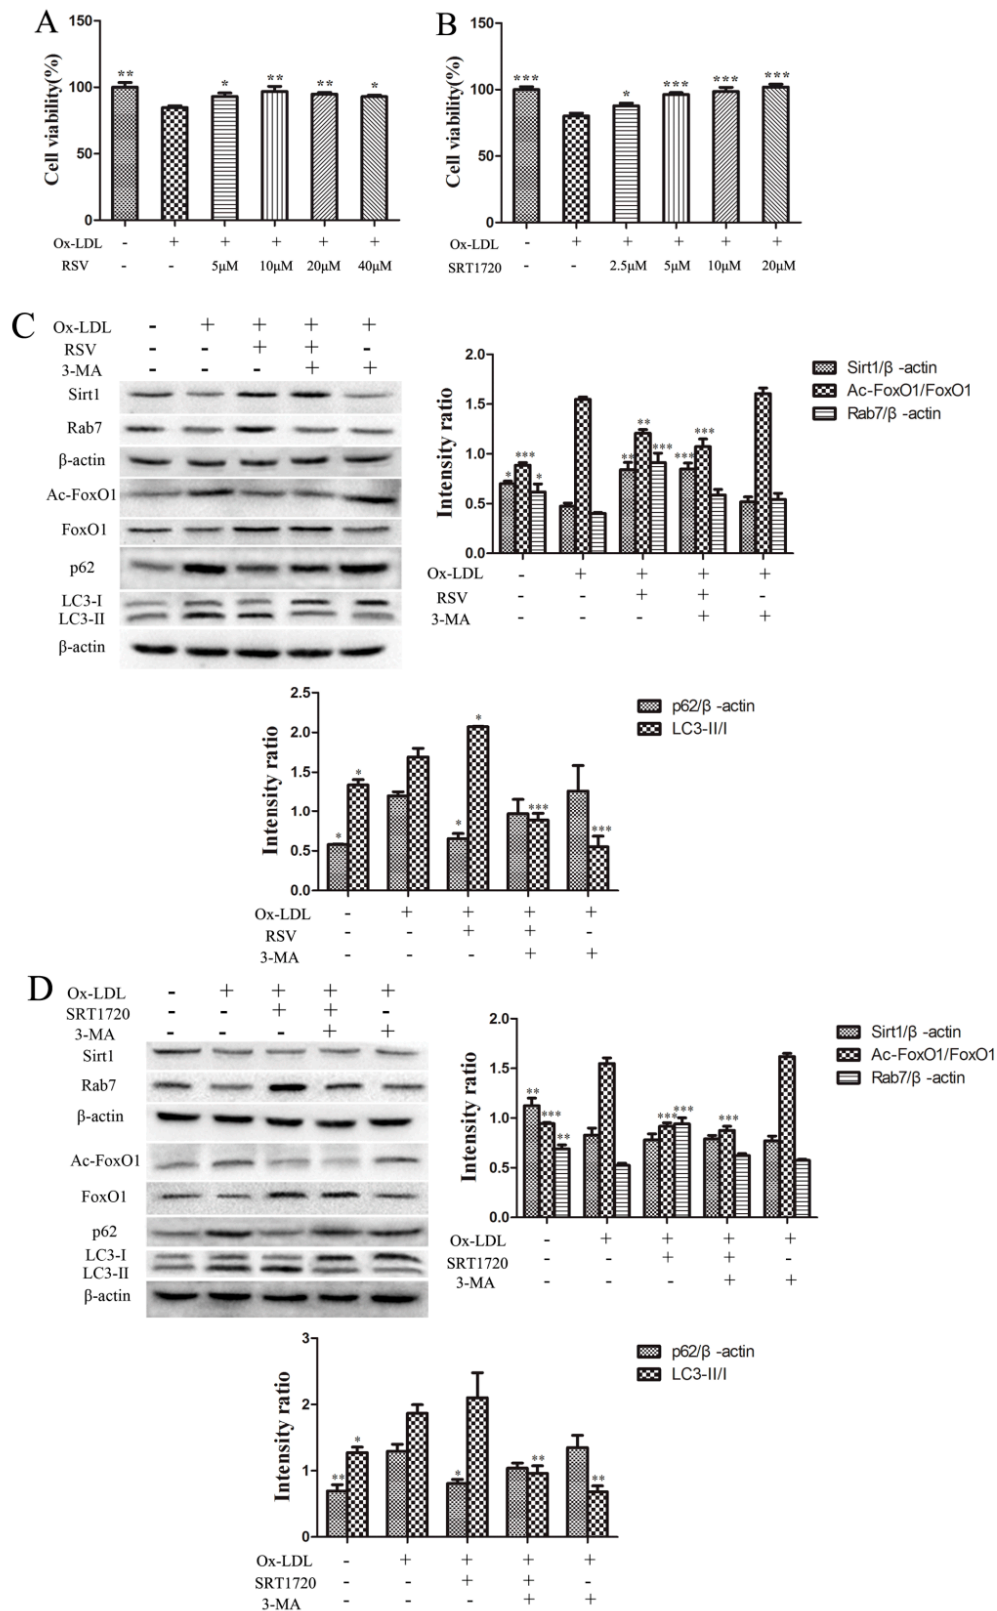 A
150
** * ** ** *
100
Cell viability(%)
50
0
Ox-LDL - + + + + +
RSV - - 5μM 10μM 20μM 40μM
B
150
*** * *** *** ***
100
Cell viability(%)
50
0
Ox-LDL - + + + + +
SRT1720 - - 2.5μM 5μM 10μM 20μM
C
Ox-LDL - + + + +
RSV - - + + -
3-MA - - - + +
Sirt1
Rab7
β-actin
Ac-FoxO1
FoxO1
p62
LC3-I
LC3-II
β-actin
2.0
1.5
1.0
0.5
0.0
Intensity ratio
* *** * ** ** *** *** ***
Sirt1/β -actin
Ac-FoxO1/FoxO1
Rab7/β -actin
Ox-LDL - + + + +
RSV - - + + -
3-MA - - - + +
2.5
2.0
1.5
1.0
0.5
0.0
Intensity ratio
* * * * *** ***
p62/β -actin
LC3-II/I
Ox-LDL - + + + +
RSV - - + + -
3-MA - - - + +
D
Ox-LDL - + + + +
SRT1720 - - + + -
3-MA - - - + +
Sirt1
Rab7
β-actin
Ac-FoxO1
FoxO1
p62
LC3-I
LC3-II
β-actin
2.0
1.5
1.0
0.5
0.0
Intensity ratio
** *** ** *** *** ***
Sirt1/β -actin
Ac-FoxO1/FoxO1
Rab7/β -actin
Ox-LDL - + + + +
SRT1720 - - + + -
3-MA - - - + +
3
2
1
0
Intensity ratio
** * * ** **
p62/β -actin
LC3-II/I
Ox-LDL - + + + +
SRT1720 - - + + -
3-MA - - - + +